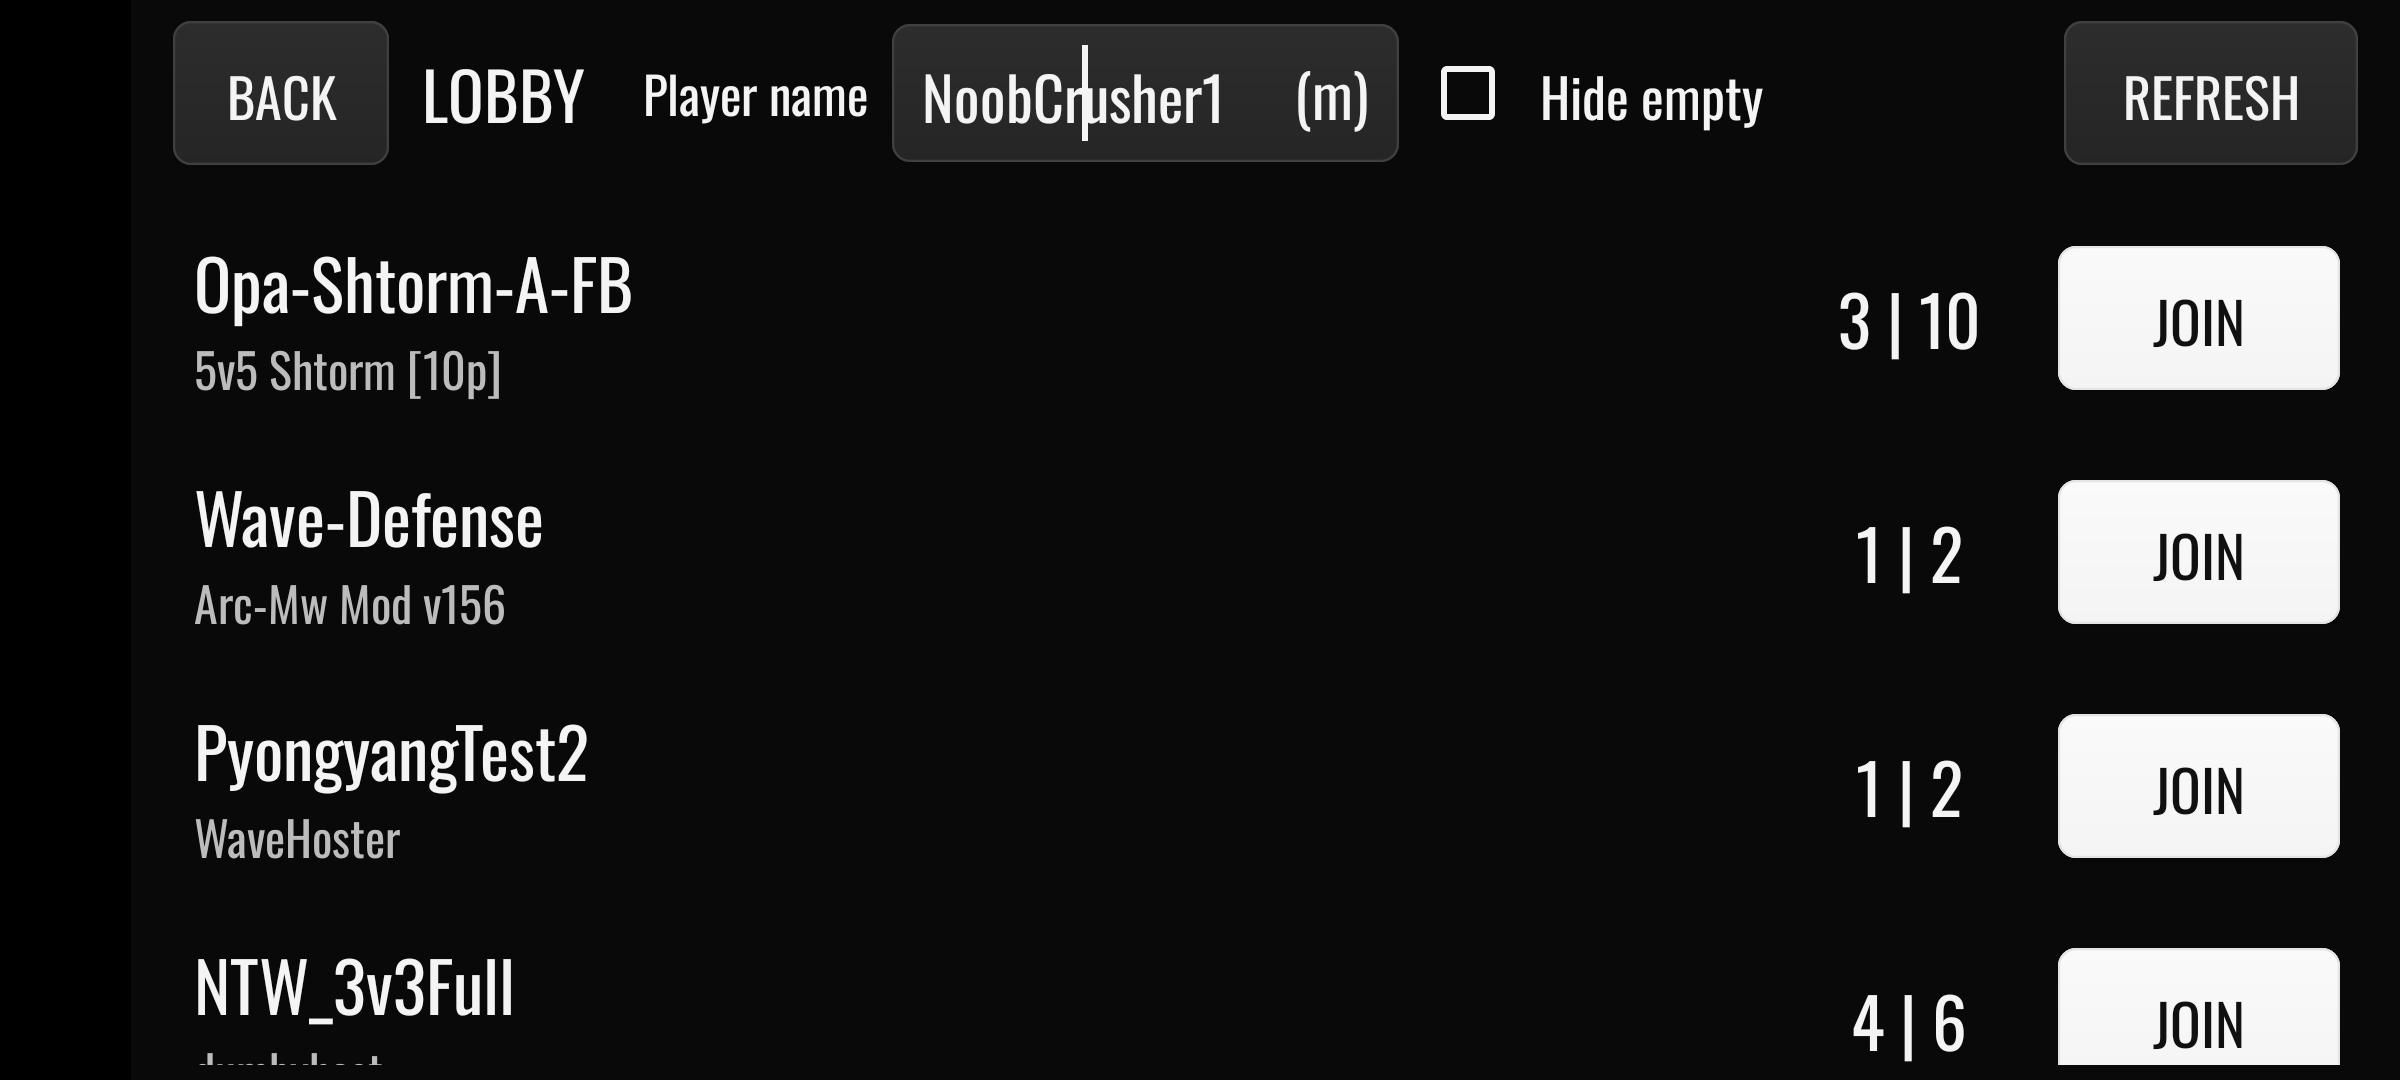 BACK LOBBY Player name NoobCrusher1 (m) Hide empty REFRESH
Opa-Shtorm-A-FB
5v5 Shtorm [10p]
3 | 10 JOIN
Wave-Defense
Arc-Mw Mod v156
1 | 2 JOIN
PyongyangTest2
WaveHoster
1 | 2 JOIN
NTW_3v3Full
4 | 6 JOIN